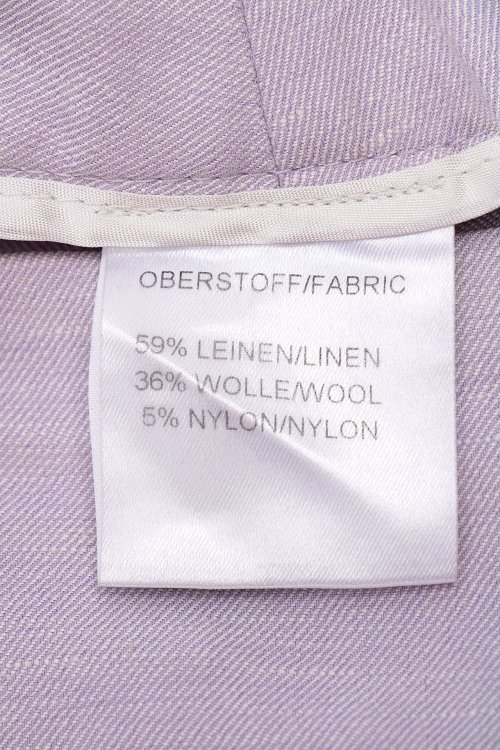 OBERSTOFF/FABRIC
59% LEINEN/LINEN
36% WOLLE/WOOL
5% NYLON/NYLON